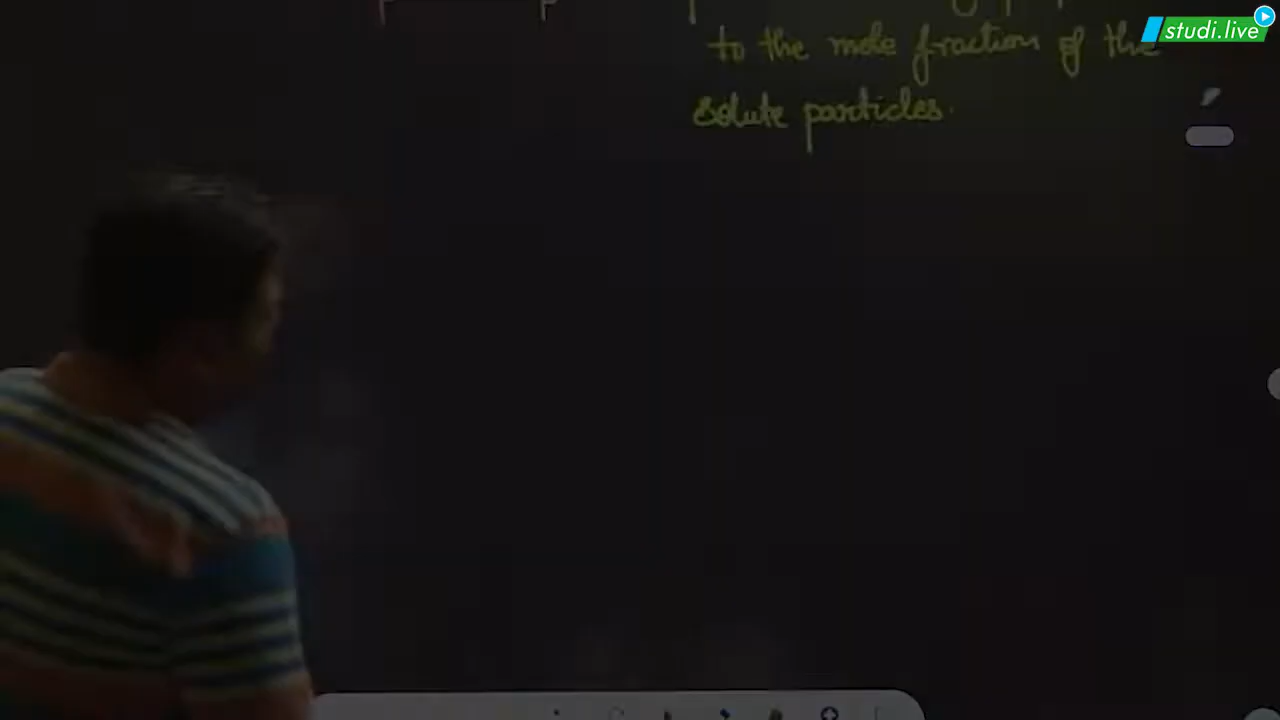 studi.live
to the mole fraction of the
solute particles.